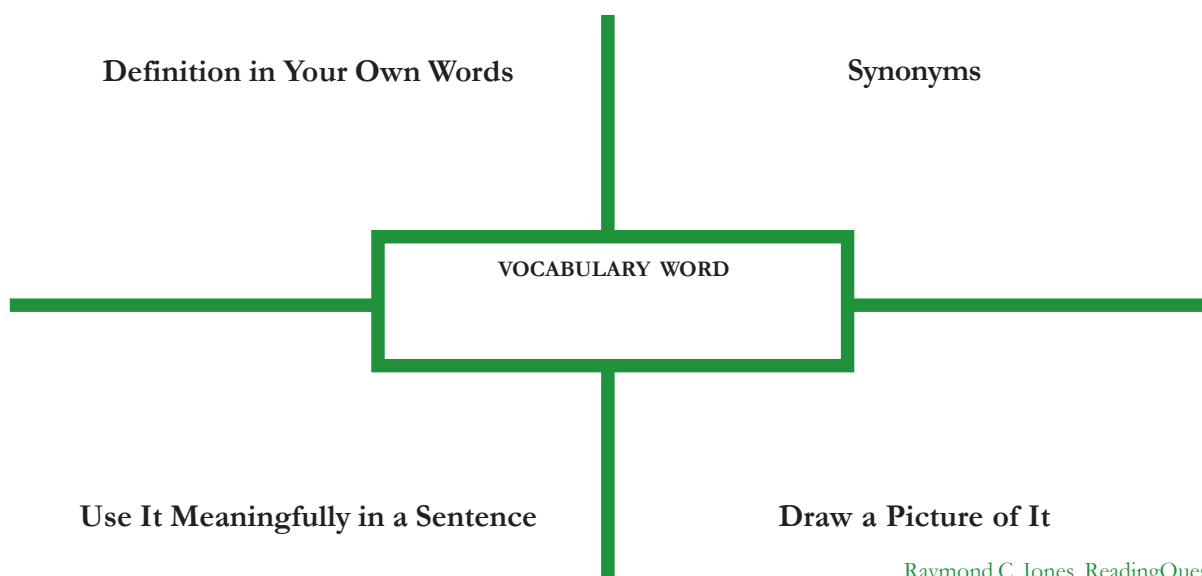 Definition in Your Own Words
Synonyms
VOCABULARY WORD
Use It Meaningfully in a Sentence
Draw a Picture of It
Raymond C. Jones